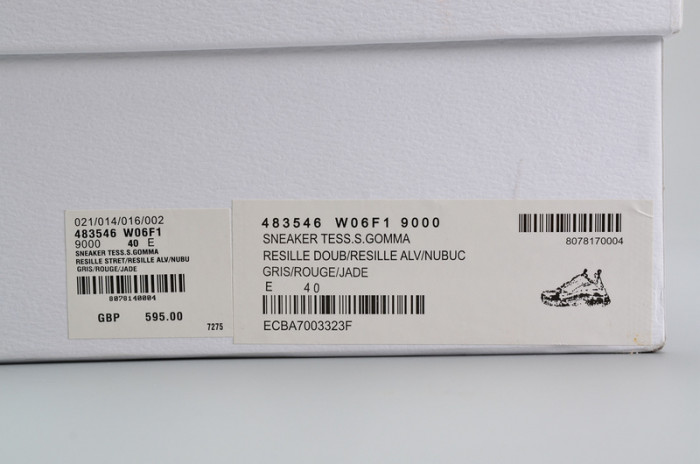 021/014/016/002
483546 W06F1
9000 40 E
SNEAKER TESS.S.GOMMA
RESILLE STRET/RESILLE ALV/NUBU
GRIS/ROUGE/JADE
8078140004
GBP 595.00
7275
483546 W06F1 9000
SNEAKER TESS.S.GOMMA
RESILLE DOUB/RESILLE ALV/NUBUC
GRIS/ROUGE/JADE
E 40
ECBA7003323F
8078170004